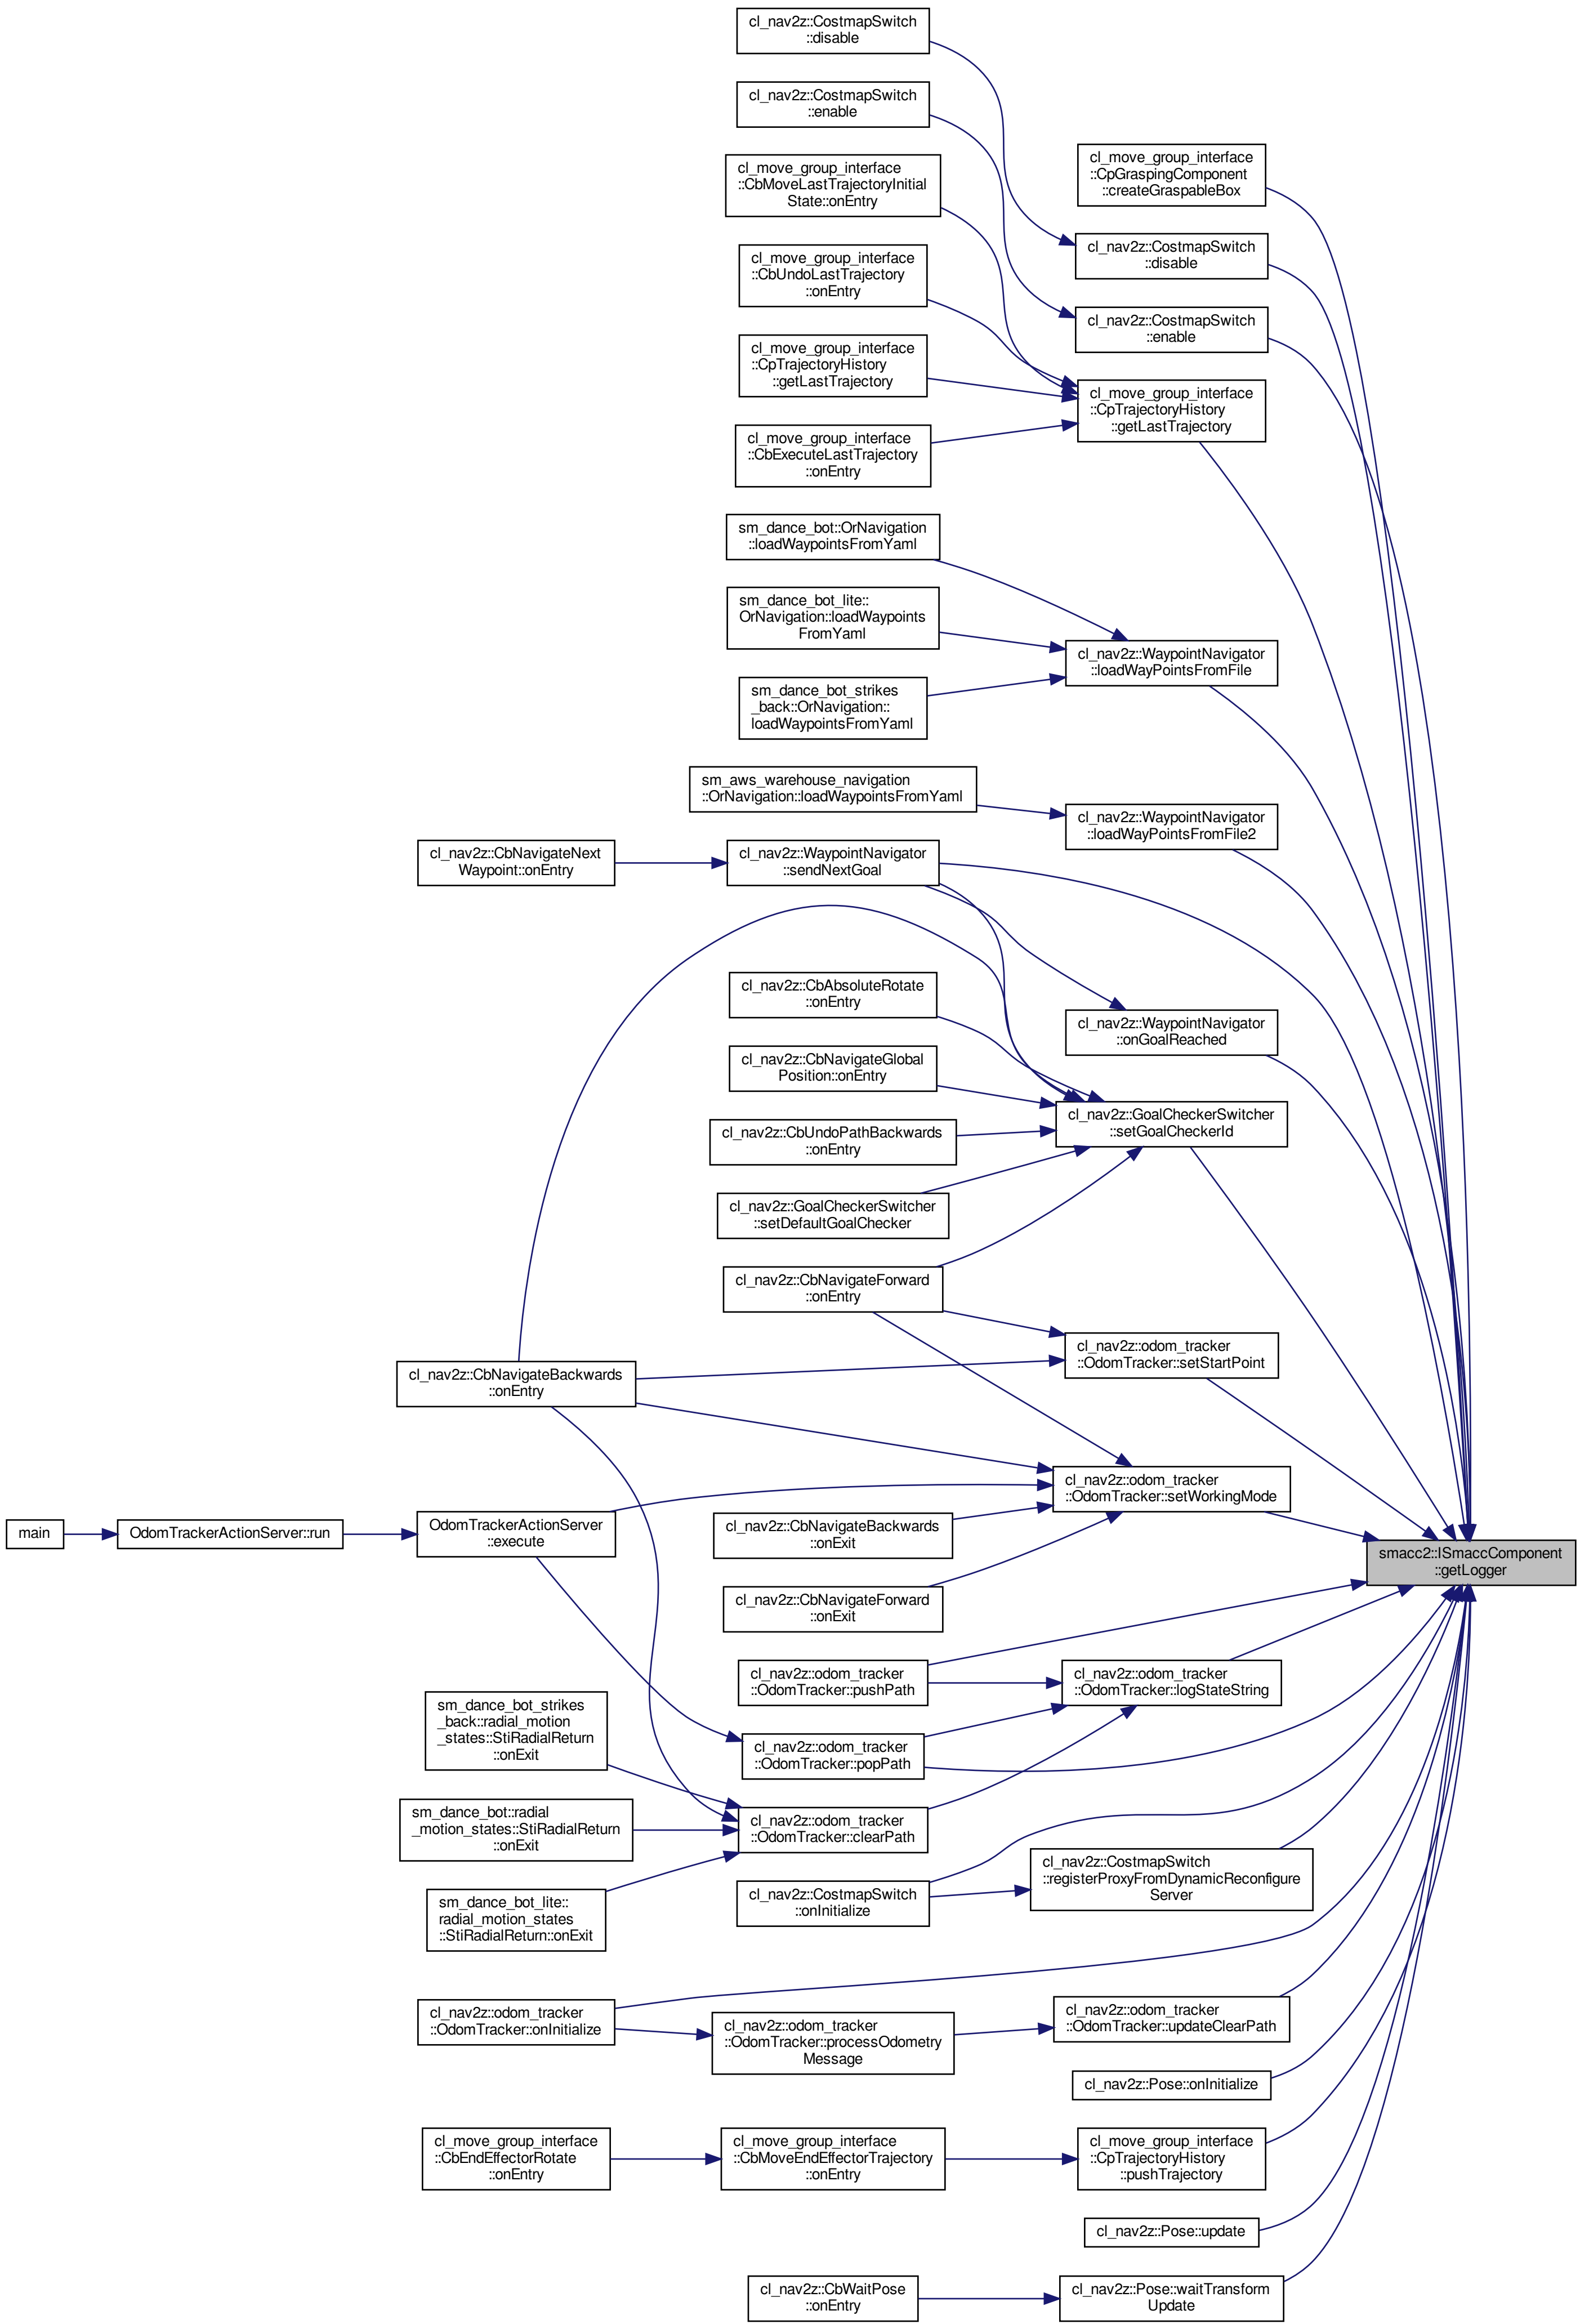 cl_nav2z::CostmapSwitch
::disable
cl_nav2z::CostmapSwitch
::enable
cl_move_group_interface
::CpGraspingComponent
::createGraspableBox
cl_move_group_interface
::CbMoveLastTrajectoryInitial
State::onEntry
cl_nav2z::CostmapSwitch
::disable
cl_move_group_interface
::CbUndoLastTrajectory
::onEntry
cl_nav2z::CostmapSwitch
::enable
cl_move_group_interface
::CpTrajectoryHistory
::getLastTrajectory
cl_move_group_interface
::CpTrajectoryHistory
::getLastTrajectory
cl_move_group_interface
::CbExecuteLastTrajectory
::onEntry
sm_dance_bot::OrNavigation
::loadWaypointsFromYaml
sm_dance_bot_lite::
OrNavigation::loadWaypoints
FromYaml
cl_nav2z::WaypointNavigator
::loadWayPointsFromFile
sm_dance_bot_strikes
_back::OrNavigation::
loadWaypointsFromYaml
sm_aws_warehouse_navigation
::OrNavigation::loadWaypointsFromYaml
cl_nav2z::WaypointNavigator
::loadWayPointsFromFile2
cl_nav2z::CbNavigateNext
Waypoint::onEntry
cl_nav2z::WaypointNavigator
::sendNextGoal
cl_nav2z::CbAbsoluteRotate
::onEntry
cl_nav2z::WaypointNavigator
::onGoalReached
cl_nav2z::CbNavigateGlobal
Position::onEntry
cl_nav2z::GoalCheckerSwitcher
::setGoalCheckerId
cl_nav2z::CbUndoPathBackwards
::onEntry
cl_nav2z::GoalCheckerSwitcher
::setDefaultGoalChecker
cl_nav2z::CbNavigateForward
::onEntry
cl_nav2z::odom_tracker
::OdomTracker::setStartPoint
cl_nav2z::CbNavigateBackwards
::onEntry
cl_nav2z::odom_tracker
::OdomTracker::setWorkingMode
main
OdomTrackerActionServer::run
OdomTrackerActionServer
::execute
cl_nav2z::CbNavigateBackwards
::onExit
smacc2::ISmaccComponent
::getLogger
cl_nav2z::CbNavigateForward
::onExit
cl_nav2z::odom_tracker
::OdomTracker::pushPath
cl_nav2z::odom_tracker
::OdomTracker::logStateString
sm_dance_bot_strikes
_back::radial_motion
_states::StiRadialReturn
::onExit
cl_nav2z::odom_tracker
::OdomTracker::popPath
sm_dance_bot::radial
_motion_states::StiRadialReturn
::onExit
cl_nav2z::odom_tracker
::OdomTracker::clearPath
sm_dance_bot_lite::
radial_motion_states
::StiRadialReturn::onExit
cl_nav2z::CostmapSwitch
::onInitialize
cl_nav2z::CostmapSwitch
::registerProxyFromDynamicReconfigure
Server
cl_nav2z::odom_tracker
::OdomTracker::onInitialize
cl_nav2z::odom_tracker
::OdomTracker::processOdometry
Message
cl_nav2z::odom_tracker
::OdomTracker::updateClearPath
cl_nav2z::Pose::onInitialize
cl_move_group_interface
::CbEndEffectorRotate
::onEntry
cl_move_group_interface
::CbMoveEndEffectorTrajectory
::onEntry
cl_move_group_interface
::CpTrajectoryHistory
::pushTrajectory
cl_nav2z::Pose::update
cl_nav2z::CbWaitPose
::onEntry
cl_nav2z::Pose::waitTransform
Update